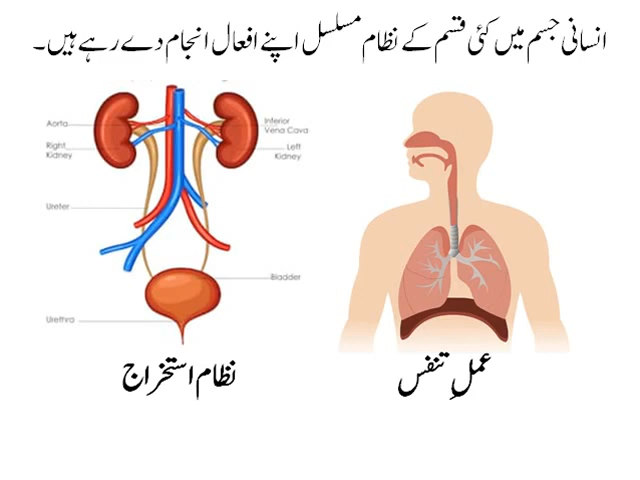 انسانی جسم میں کئی قسم کے نظام مسلسل اپنے افعال انجام دے رہے ہیں۔
Aorta
Inferior
Vena Cava
Right
Kidney
Left
Kidney
Ureter
Bladder
Urethra
عملِ تنفس
نظام استخراج